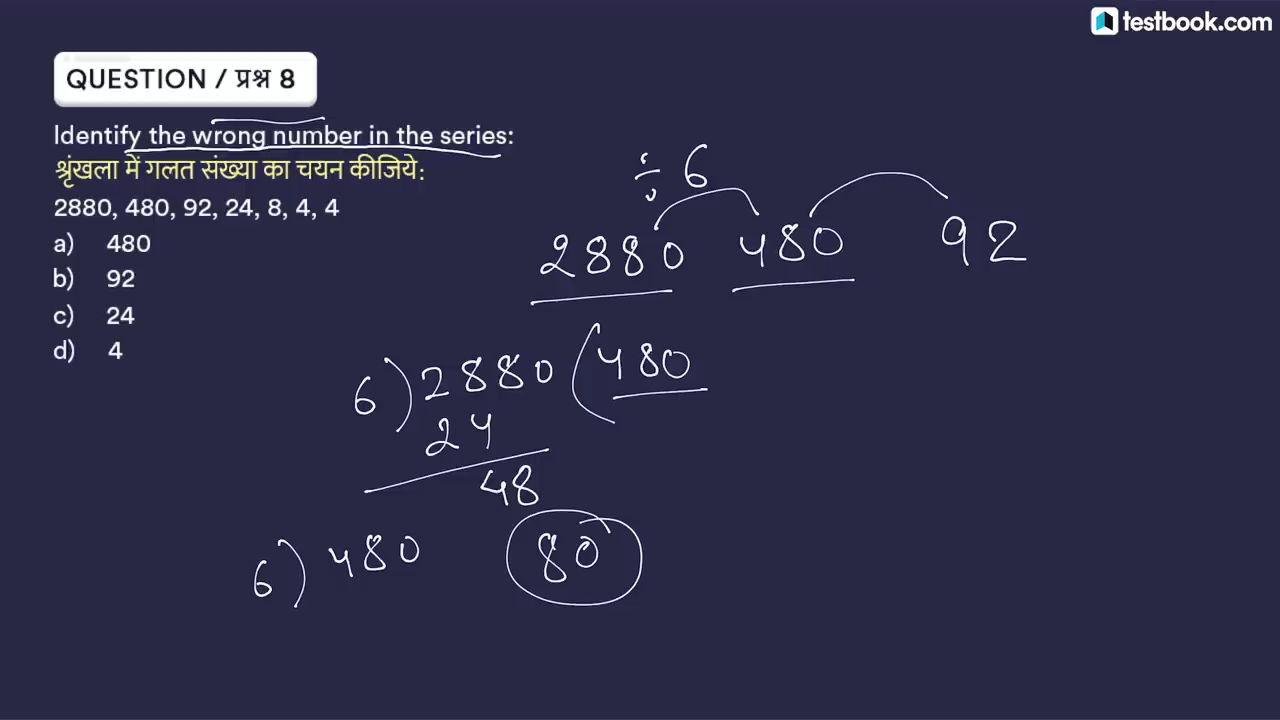 testbook.com
QUESTION / प्रश्न 8
Identify the wrong number in the series:
श्रृंखला में गलत संख्या का चयन कीजिये:
2880, 480, 92, 24, 8, 4, 4
a) 480
b) 92
c) 24
d) 4
÷ 6
2880 480 92
6) 2880 (480
24
48
6) 480 80